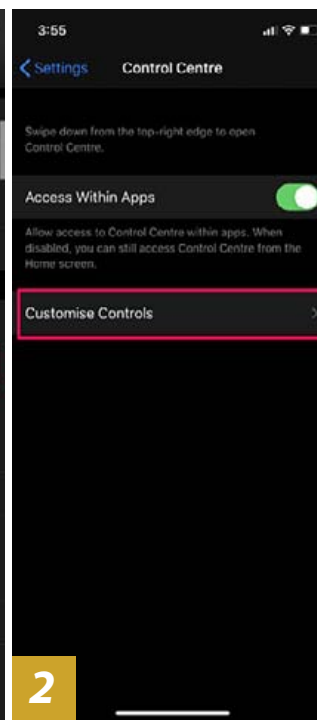 3:55
Settings Control Centre
Swipe down from the top-right edge to open
Control Centre.
Access Within Apps
Allow access to Control Centre within apps. When
disabled, you can still access Control Centre from the
Home screen.
Customise Controls
2